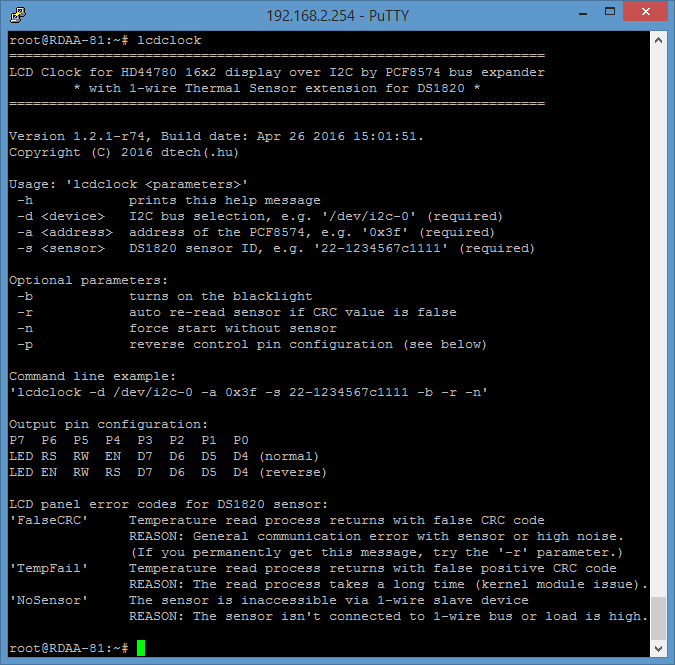 192.168.2.254 - PuTTY
root@RDAA-81:~# lcdclock
===================================================================
LCD Clock for HD44780 16x2 display over I2C by PCF8574 bus expander
        * with 1-wire Thermal Sensor extension for DS1820 *
===================================================================
Version 1.2.1-r74, Build date: Apr 26 2016 15:01:51.
Copyright (C) 2016 dtech(.hu)
Usage: 'lcdclock <parameters>'
 -h            prints this help message
 -d <device>   I2C bus selection, e.g. '/dev/i2c-0' (required)
 -a <address>  address of the PCF8574, e.g. '0x3f' (required)
 -s <sensor>   DS1820 sensor ID, e.g. '22-1234567c1111' (required)
Optional parameters:
 -b            turns on the blacklight
 -r            auto re-read sensor if CRC value is false
 -n            force start without sensor
 -p            reverse control pin configuration (see below)
Command line example:
'lcdclock -d /dev/i2c-0 -a 0x3f -s 22-1234567c1111 -b -r -n'
Output pin configuration:
P7  P6  P5  P4  P3  P2  P1  P0
LED RS  RW  EN  D7  D6  D5  D4 (normal)
LED EN  RW  RS  D7  D6  D5  D4 (reverse)
LCD panel error codes for DS1820 sensor:
'FalseCRC'     Temperature read process returns with false CRC code
               REASON: General communication error with sensor or high noise.
               (If you permanently get this message, try the '-r' parameter.)
'TempFail'     Temperature read process returns with false positive CRC code
               REASON: The read process takes a long time (kernel module issue).
'NoSensor'     The sensor is inaccessible via 1-wire slave device
               REASON: The sensor isn't connected to 1-wire bus or load is high.
root@RDAA-81:~#